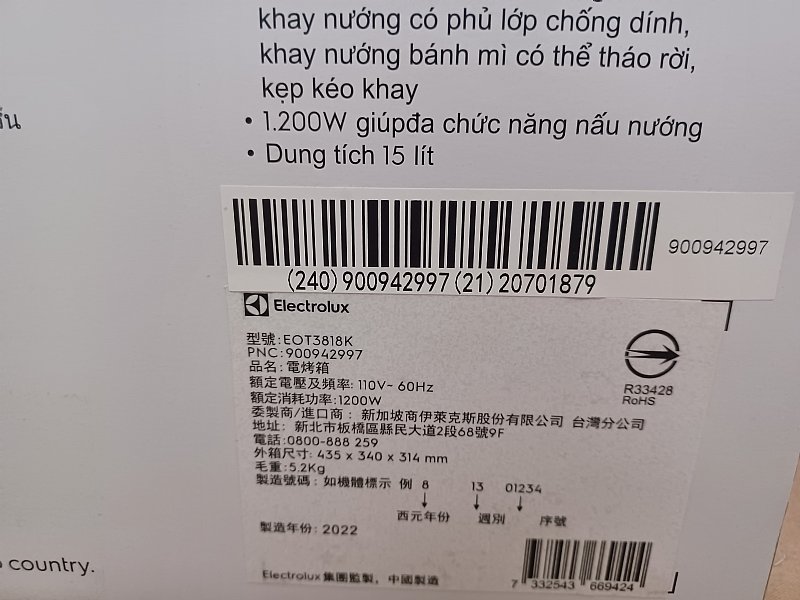 khay nướng có phủ lớp chống dính,
khay nướng bánh mì có thể tháo rời,
kẹp kéo khay
• 1.200W giúpđa chức năng nấu nướng
• Dung tích 15 lít
900942997
(240)900942997(21)20701879
Electrolux
型號:EOT3818K
PNC:900942997
品名:電烤箱
額定電壓及頻率: 110V~ 60Hz
額定消耗功率:1200W
委製商/進口商: 新加坡商伊萊克斯股份有限公司 台灣分公司
地址: 新北市板橋區縣民大道2段68號9F
電話:0800-888 259
外箱尺寸: 435 x 340 x 314 mm
毛重:5.2Kg
製造號碼: 如機體標示 例 8 13 01234
西元年份 週別 序號
製造年份: 2022
Electrolux集團監製, 中國製造
R33428
RoHS
7 332543 669424
country.